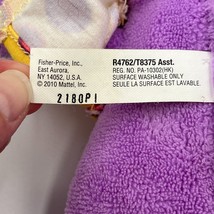 Fisher-Price, Inc.,
East Aurora,
NY 14052, U.S.A.
© 2010 Mattel, Inc.
R4762/T8375 Asst.
REG. NO. PA-10302(HK)
SURFACE WASHABLE ONLY
SEULE LA SURFACE EST LAVABLE.
2180P1